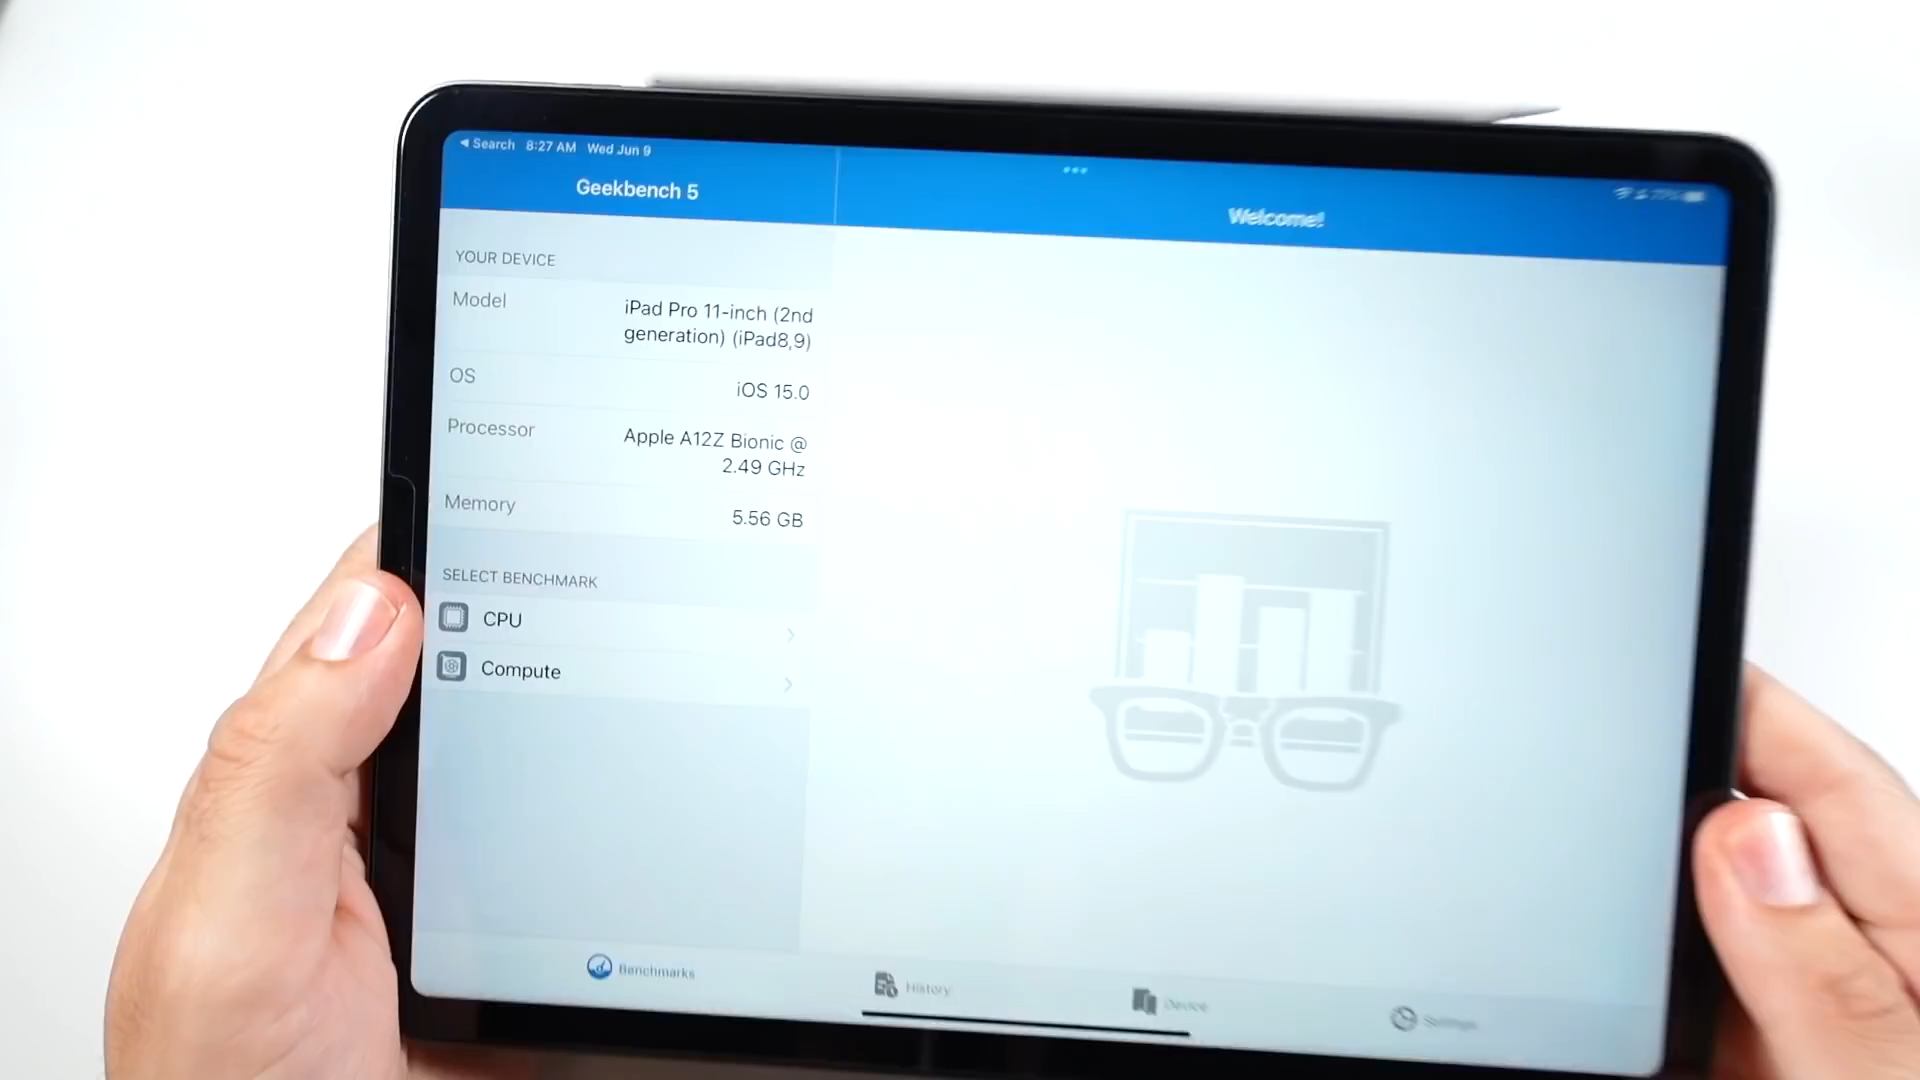 ◀ Search 8:27 AM Wed Jun 9
Geekbench 5
Welcome!
YOUR DEVICE
Model
iPad Pro 11-inch (2nd
generation) (iPad8,9)
OS
iOS 15.0
Processor
Apple A12Z Bionic @
2.49 GHz
Memory
5.56 GB
SELECT BENCHMARK
CPU
Compute
Benchmarks
History
Device
Settings